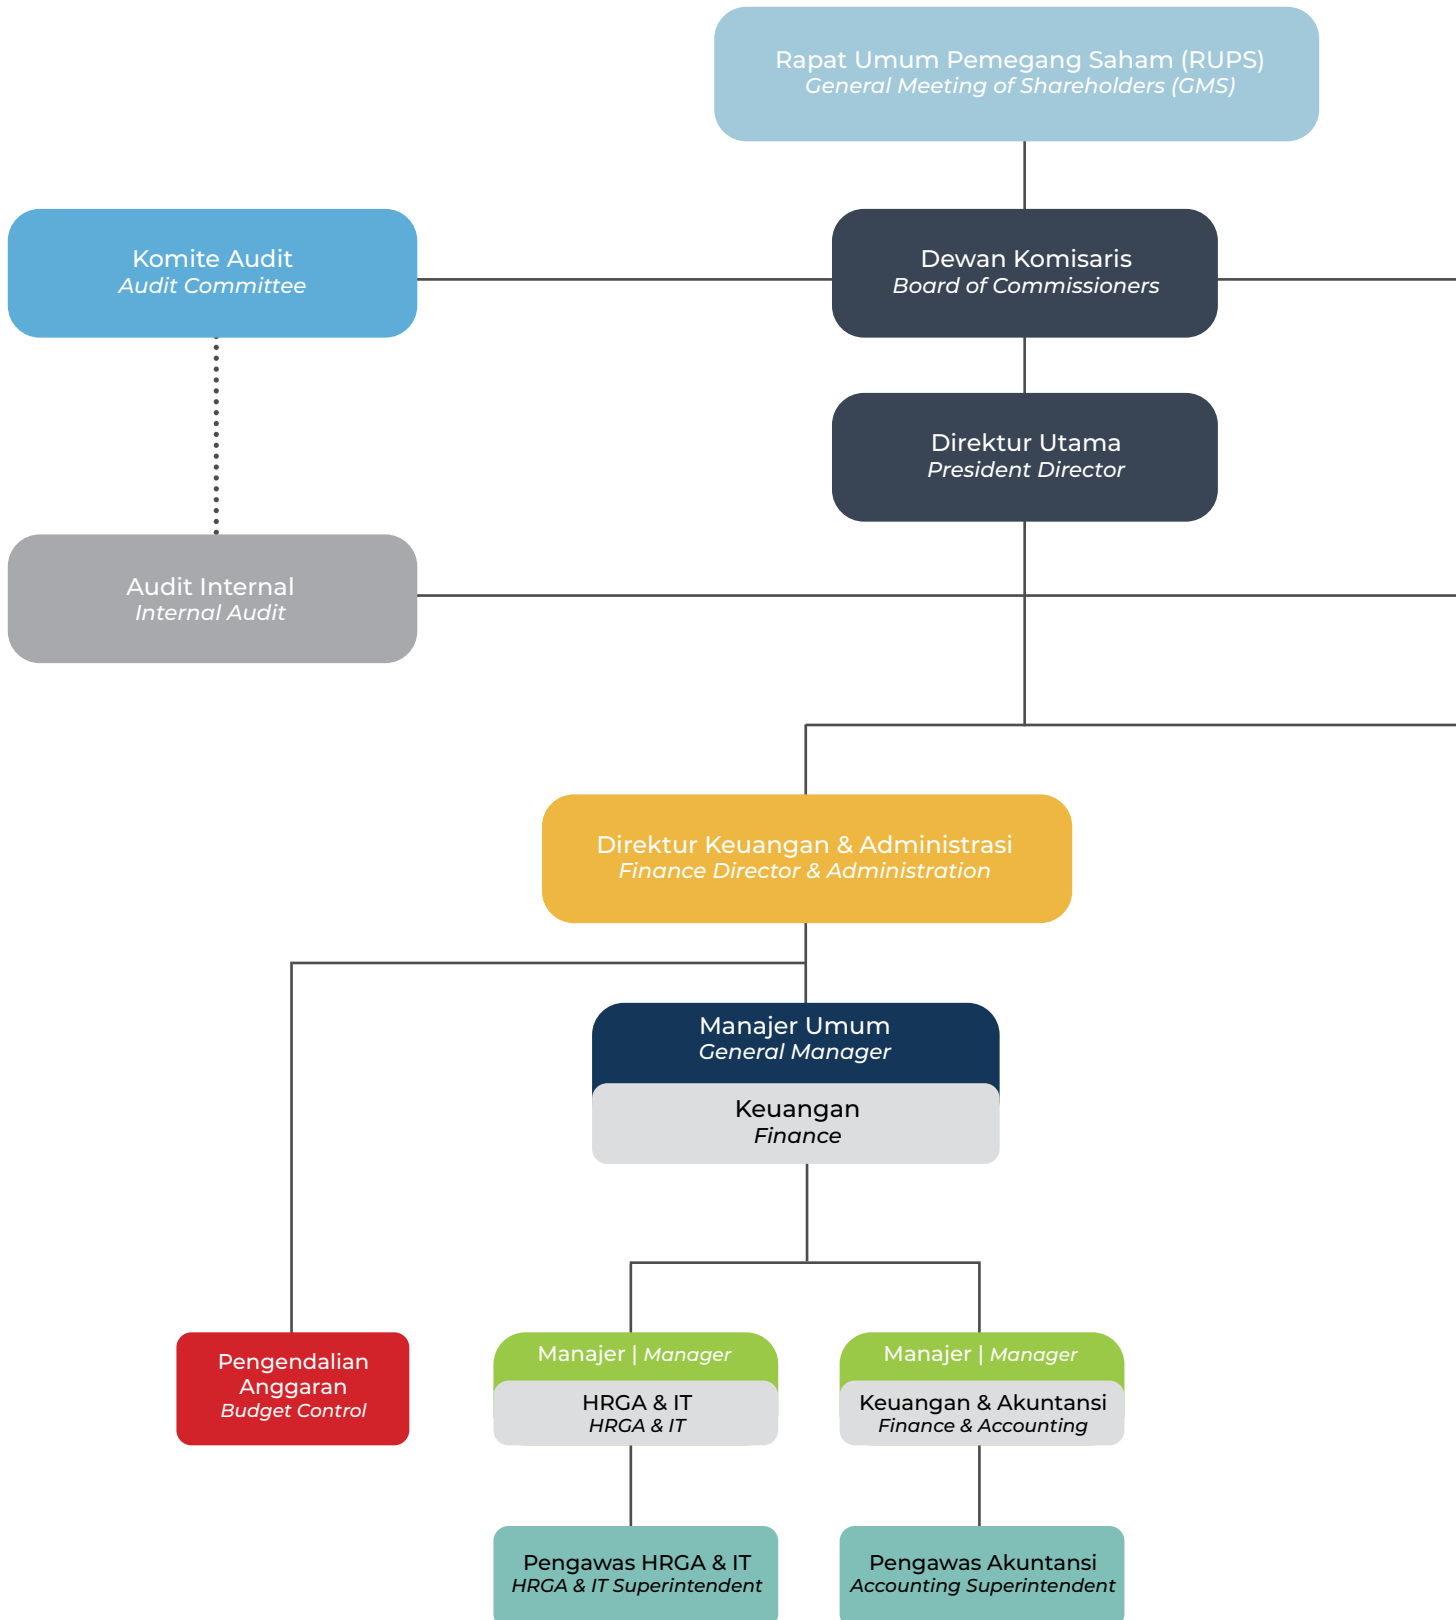 Rapat Umum Pemegang Saham (RUPS)
General Meeting of Shareholders (GMS)
Komite Audit
Audit Committee
Dewan Komisaris
Board of Commissioners
Direktur Utama
President Director
Audit Internal
Internal Audit
Direktur Keuangan & Administrasi
Finance Director & Administration
Manajer Umum
General Manager
Keuangan
Finance
Pengendalian
Anggaran
Budget Control
Manajer | Manager
HRGA & IT
HRGA & IT
Manajer | Manager
Keuangan & Akuntansi
Finance & Accounting
Pengawas HRGA & IT
HRGA & IT Superintendent
Pengawas Akuntansi
Accounting Superintendent